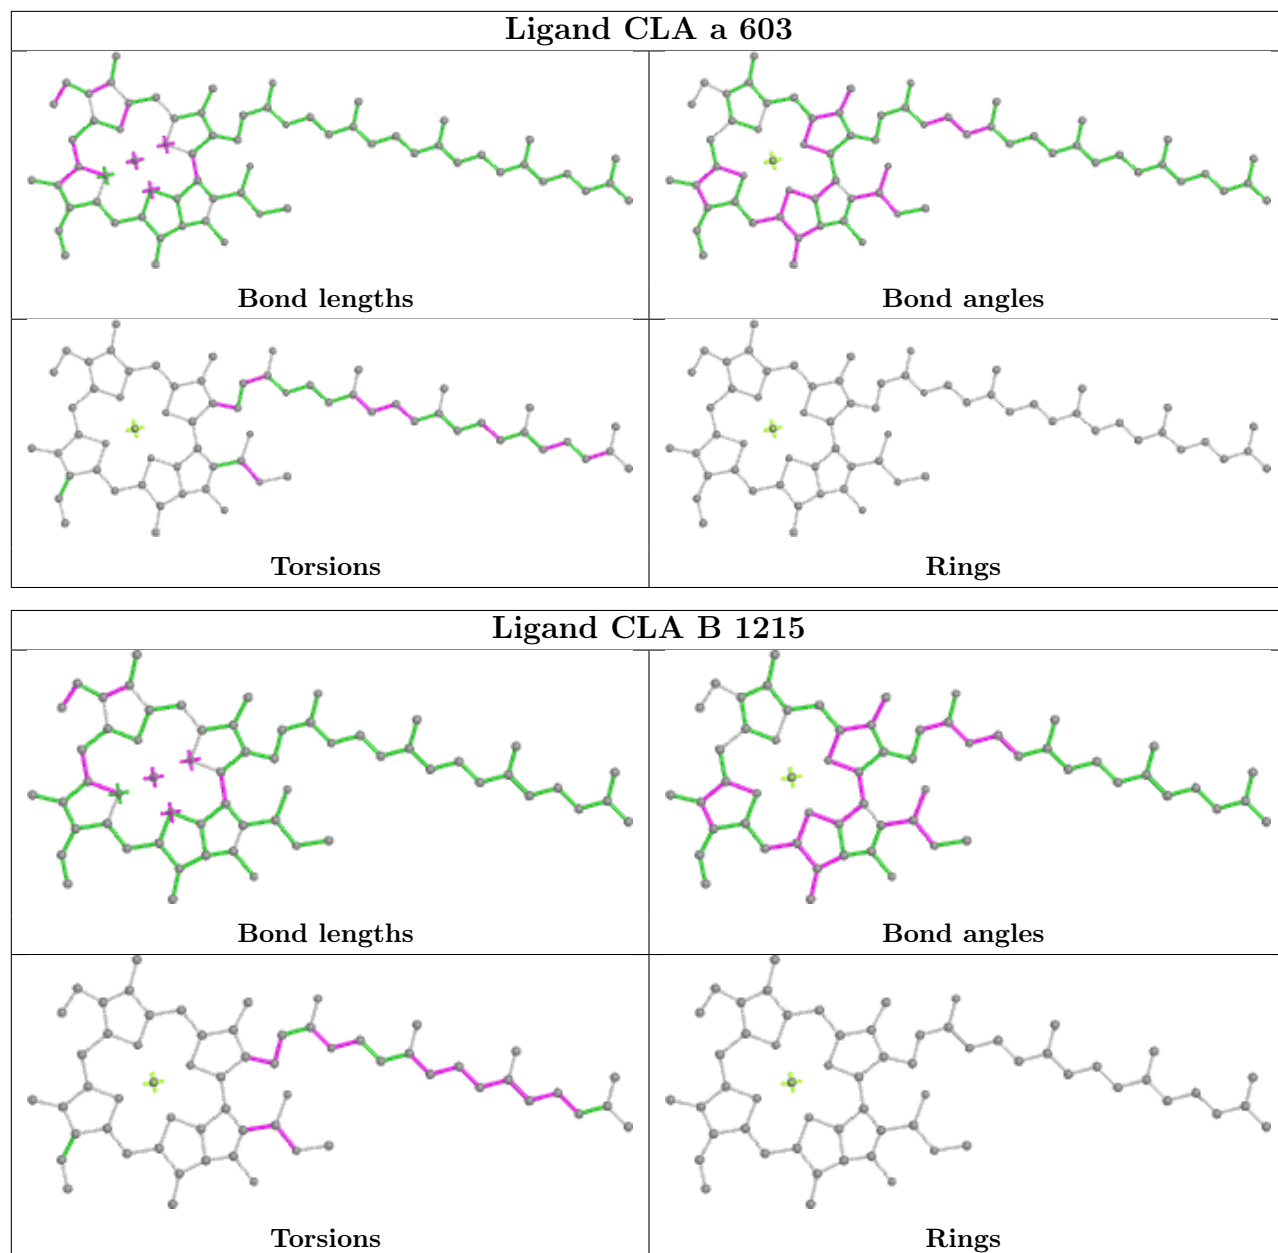 Ligand CLA a 603
Bond lengths
Bond angles
Torsions
Rings
Ligand CLA B 1215
Bond lengths
Bond angles
Torsions
Rings